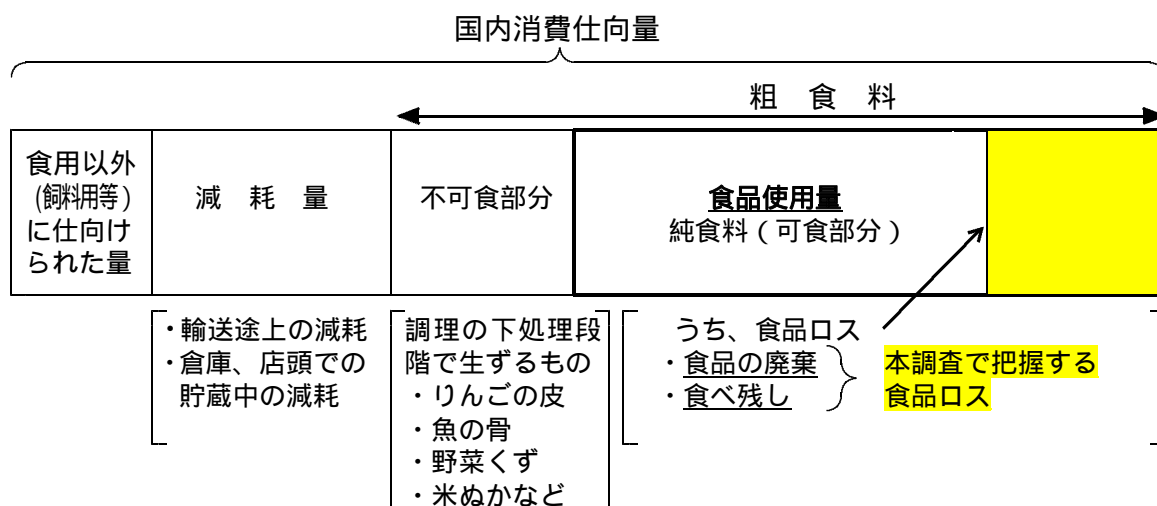 国内消費仕向量
粗　食　料
食用以外
(飼料用等)
に仕向け
られた量
減　耗　量
不可食部分
食品使用量
純食料(可食部分)
・輸送途上の減耗
・倉庫、店頭での
貯蔵中の減耗
調理の下処理段
階で生ずるもの
・りんごの皮
・魚の骨
・野菜くず
・米ぬかなど
うち、食品ロス
・食品の廃棄
・食べ残し
本調査で把握する
食品ロス